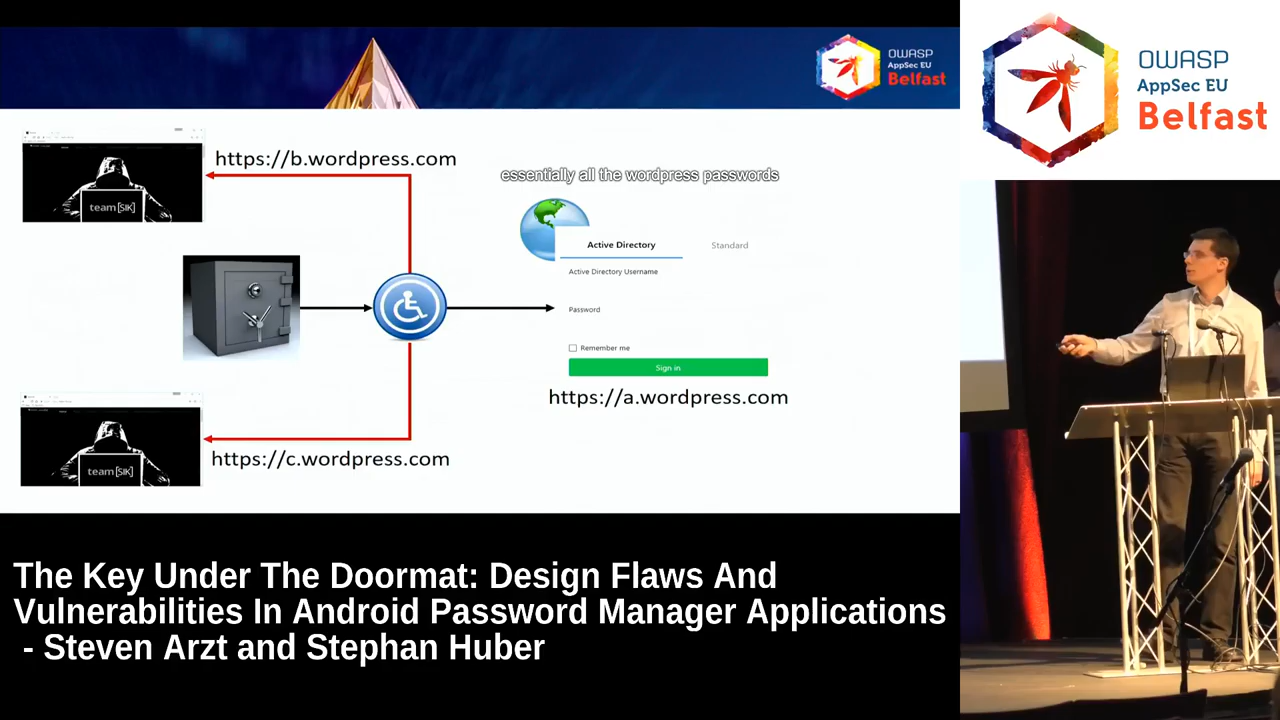 OWASP
AppSec EU
Belfast
OWASP
AppSec EU
Belfast
https://b.wordpress.com
team[SIK]
essentially all the wordpress passwords
Active Directory
Standard
Active Directory Username
Password
Remember me
Sign in
https://a.wordpress.com
team[SIK]
https://c.wordpress.com
The Key Under The Doormat: Design Flaws And
Vulnerabilities In Android Password Manager Applications
- Steven Arzt and Stephan Huber